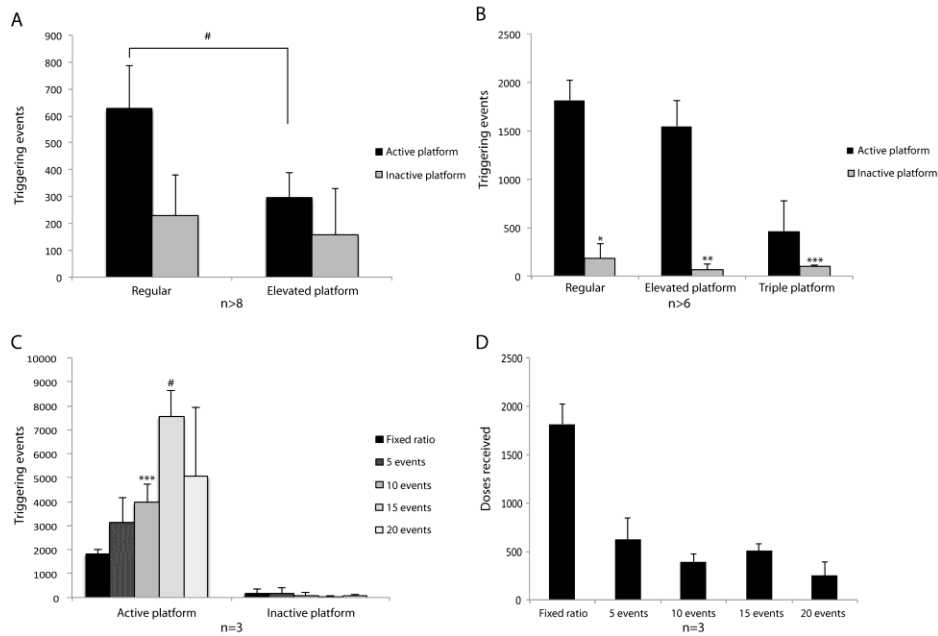 A
#
900
800
700
600
500
400
300
200
100
0
Triggering events
Active platform
Inactive platform
Regular
Elevated platform
n>8
B
2500
2000
1500
1000
500
0
Triggering events
*
**
***
Active platform
Inactive platform
Regular
Elevated platform
Triple platform
n>6
C
10000
9000
8000
7000
6000
5000
4000
3000
2000
1000
0
Triggering events
***
#
Fixed ratio
5 events
10 events
15 events
20 events
Active platform
Inactive platform
n=3
D
2500
2000
1500
1000
500
0
Doses received
Fixed ratio
5 events
10 events
15 events
20 events
n=3